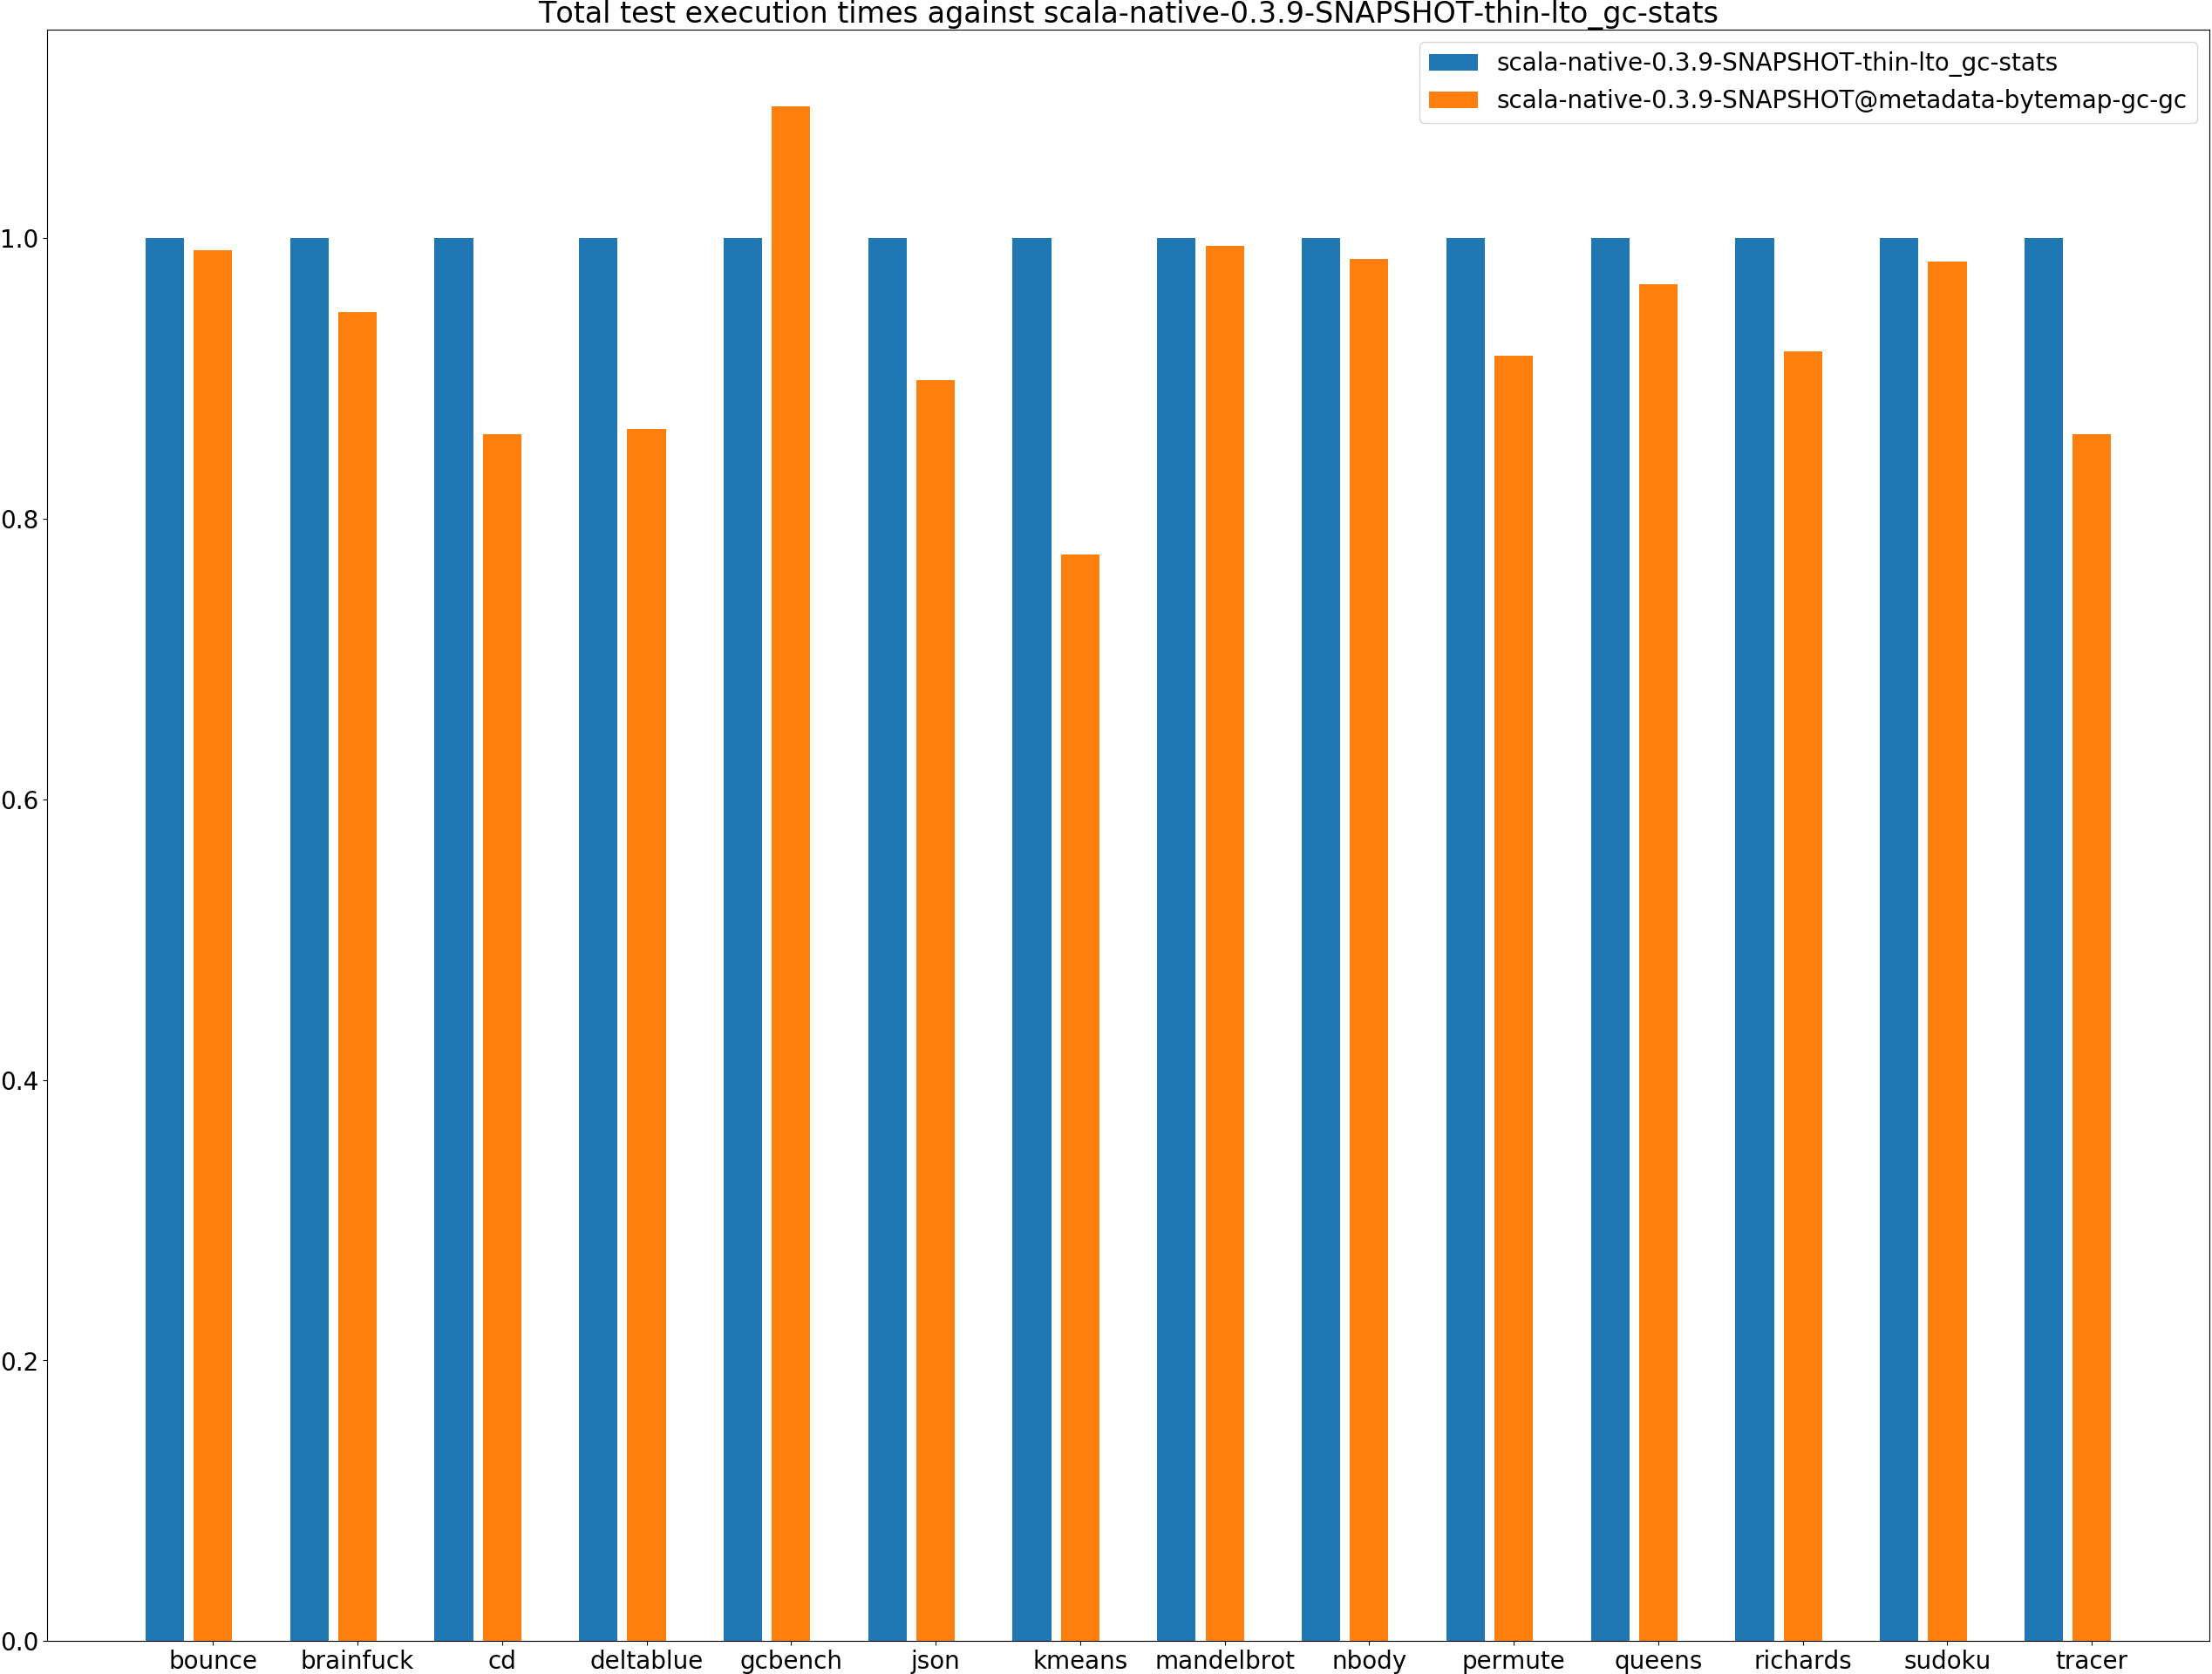 Total test execution times against scala-native-0.3.9-SNAPSHOT-thin-lto_gc-stats
scala-native-0.3.9-SNAPSHOT-thin-lto_gc-stats
scala-native-0.3.9-SNAPSHOT@metadata-bytemap-gc-gc
1.0
0.8
0.6
0.4
0.2
0.0
bounce brainfuck cd deltablue gcbench json kmeans mandelbrot nbody permute queens richards sudoku tracer